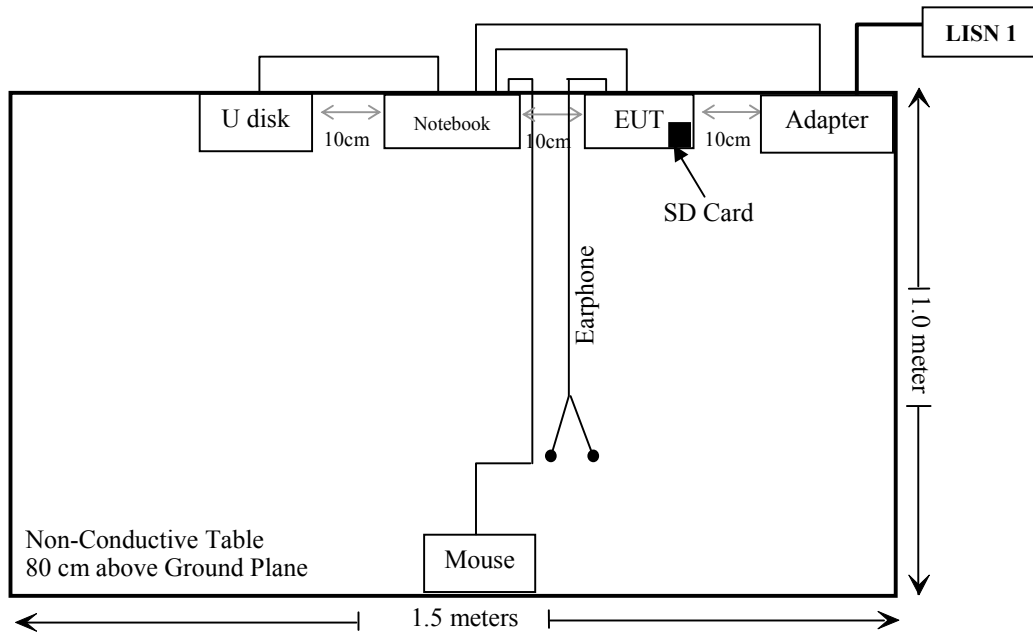 LISN 1
U disk
Notebook
EUT
Adapter
10cm
10cm
10cm
SD Card
Earphone
1.0 meter
Non-Conductive Table
80 cm above Ground Plane
Mouse
1.5 meters